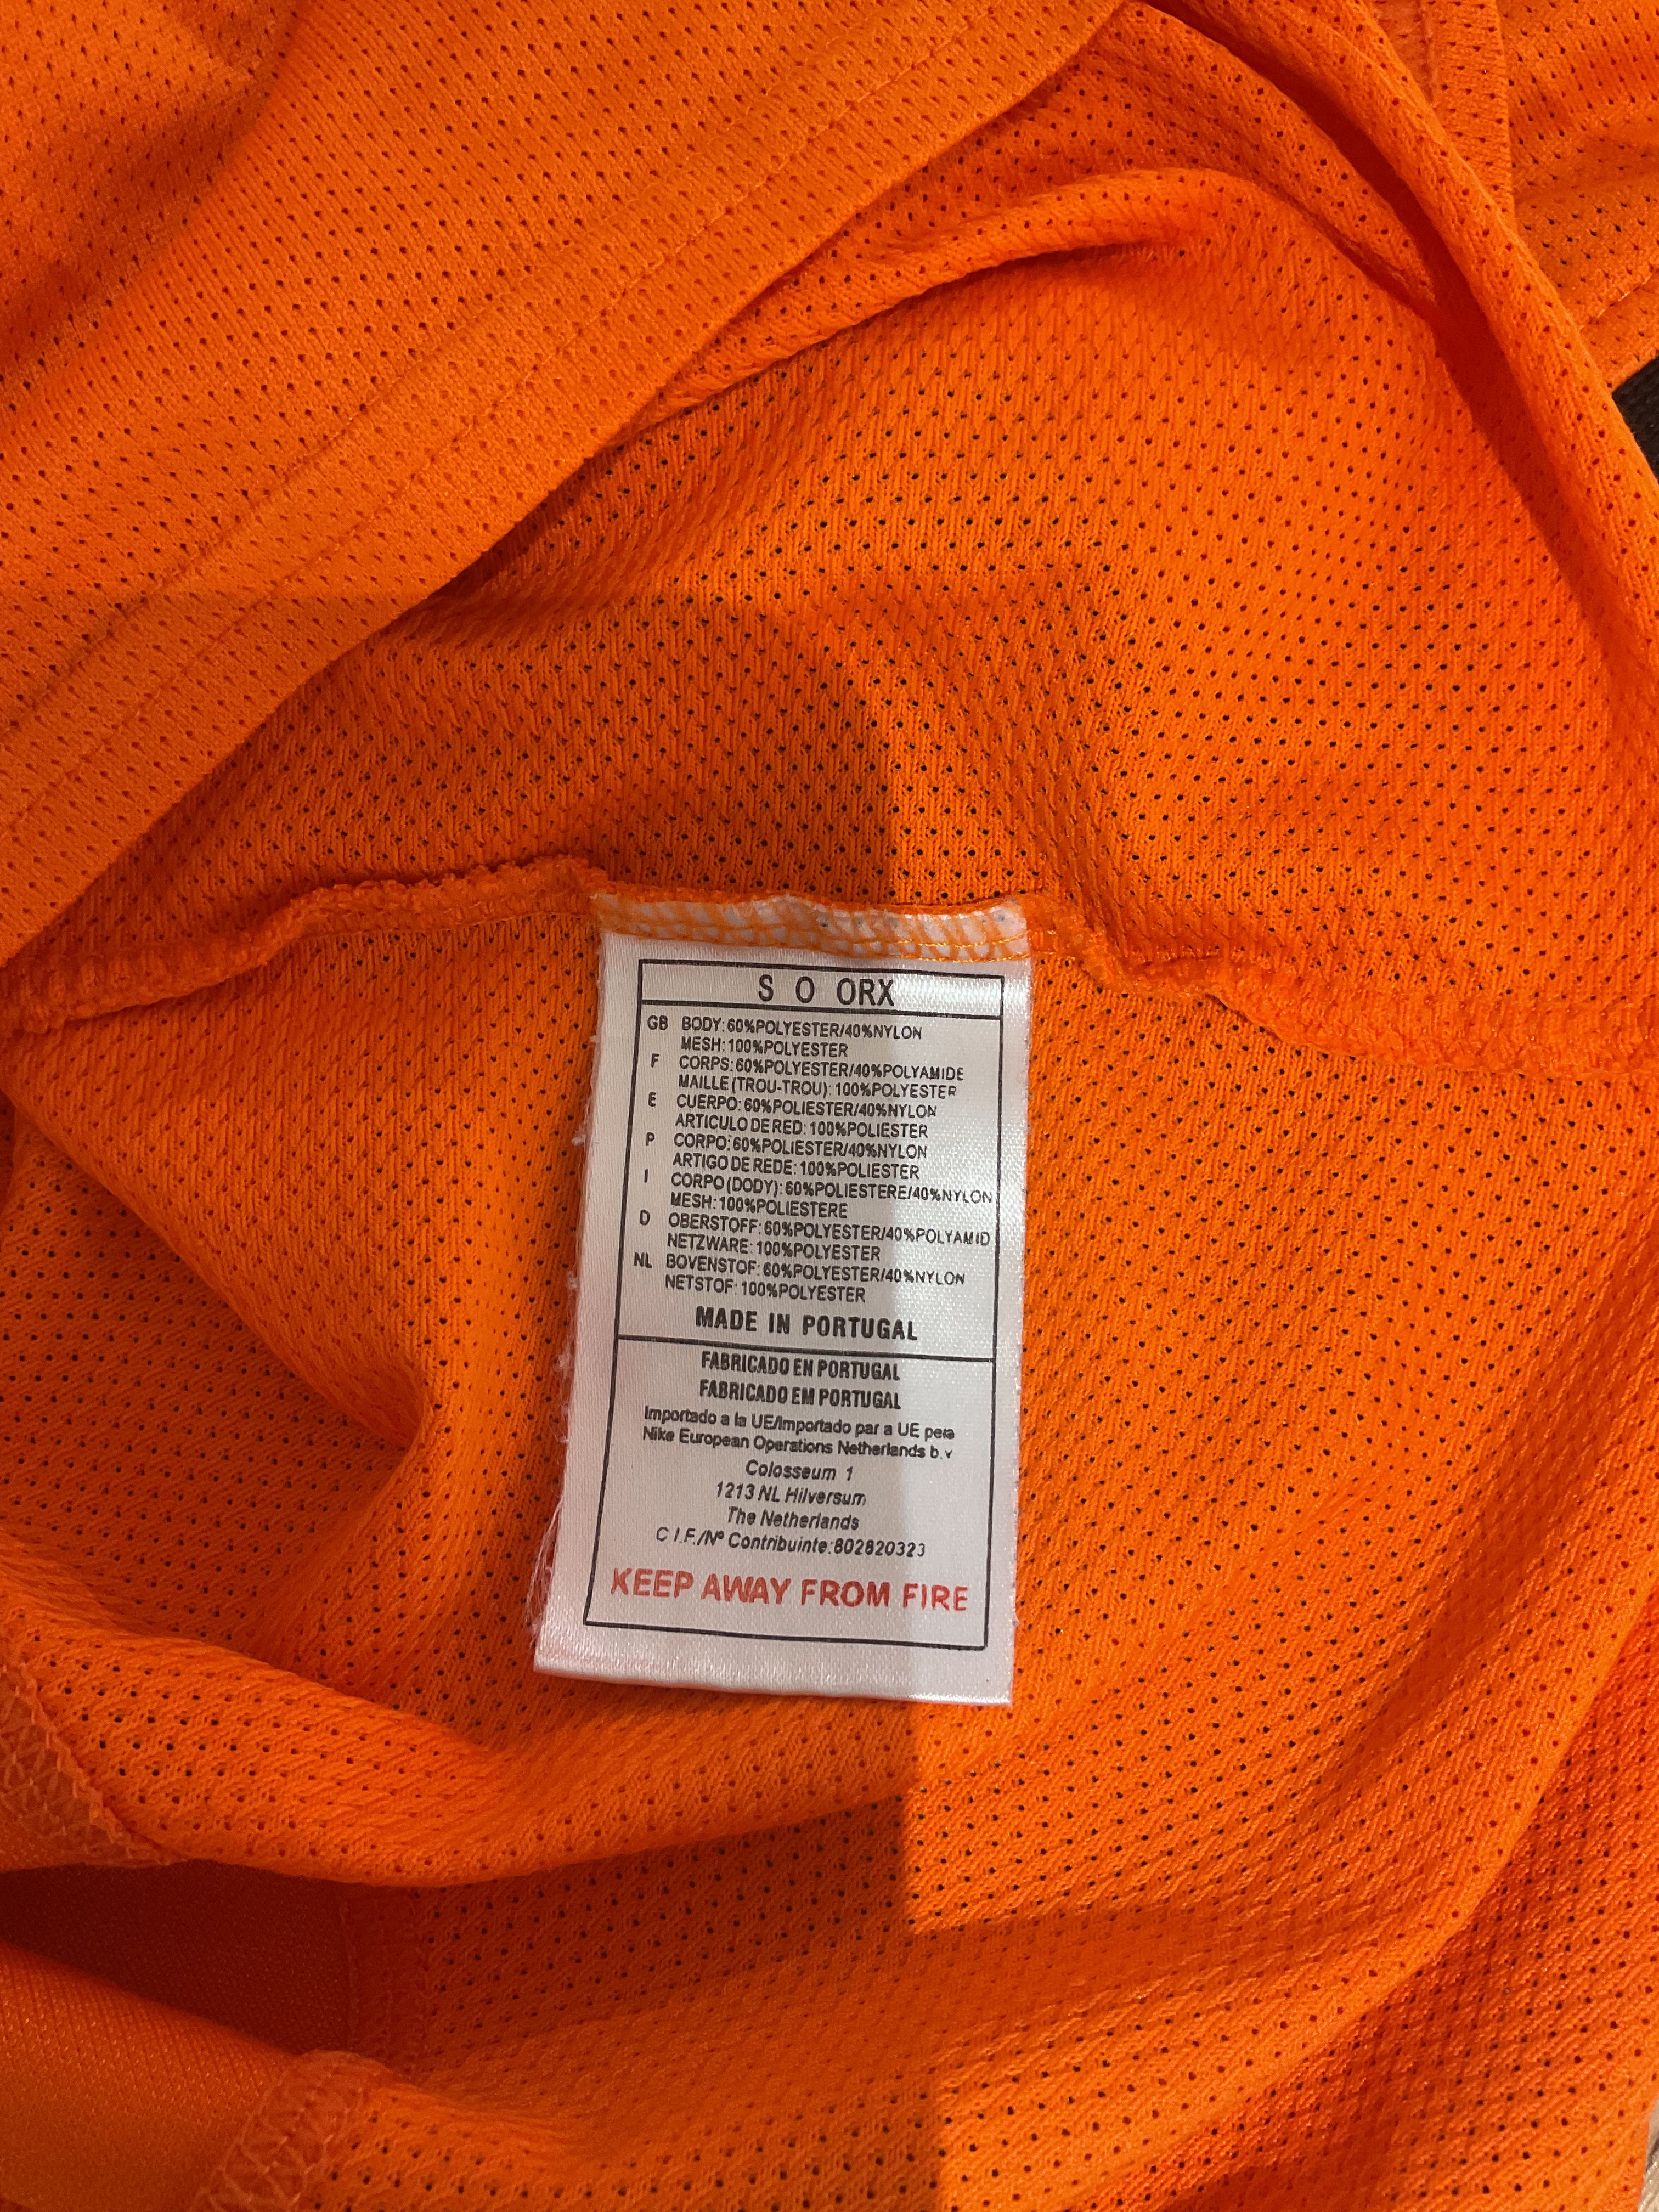 S O ORX
GB BODY: 60%POLYESTER/40%NYLON
MESH: 100%POLYESTER
F CORPS: 60%POLYESTER/40%POLYAMIDE
MAILLE (TROU-TROU): 100%POLYESTER
E CUERPO: 60%POLIESTER/40%NYLON
ARTICULO DE RED: 100%POLIESTER
P CORPO: 60%POLIESTER/40%NYLON
ARTIGO DE REDE: 100%POLIESTER
I CORPO (DODY): 60%POLIESTERE/40%NYLON
MESH: 100%POLIESTERE
D OBERSTOFF: 60%POLYESTER/40%POLYAMID
NETZWARE: 100%POLYESTER
NL BOVENSTOF: 60%POLYESTER/40%NYLON
NETSTOF: 100%POLYESTER
MADE IN PORTUGAL
FABRICADO EN PORTUGAL
FABRICADO EM PORTUGAL
Importado a la UE/Importado par a UE pera
Nike European Operations Netherlands b.v
Colosseum 1
1213 NL Hilversum
The Netherlands
C I.F./Nº Contribuinte:802820323
KEEP AWAY FROM FIRE